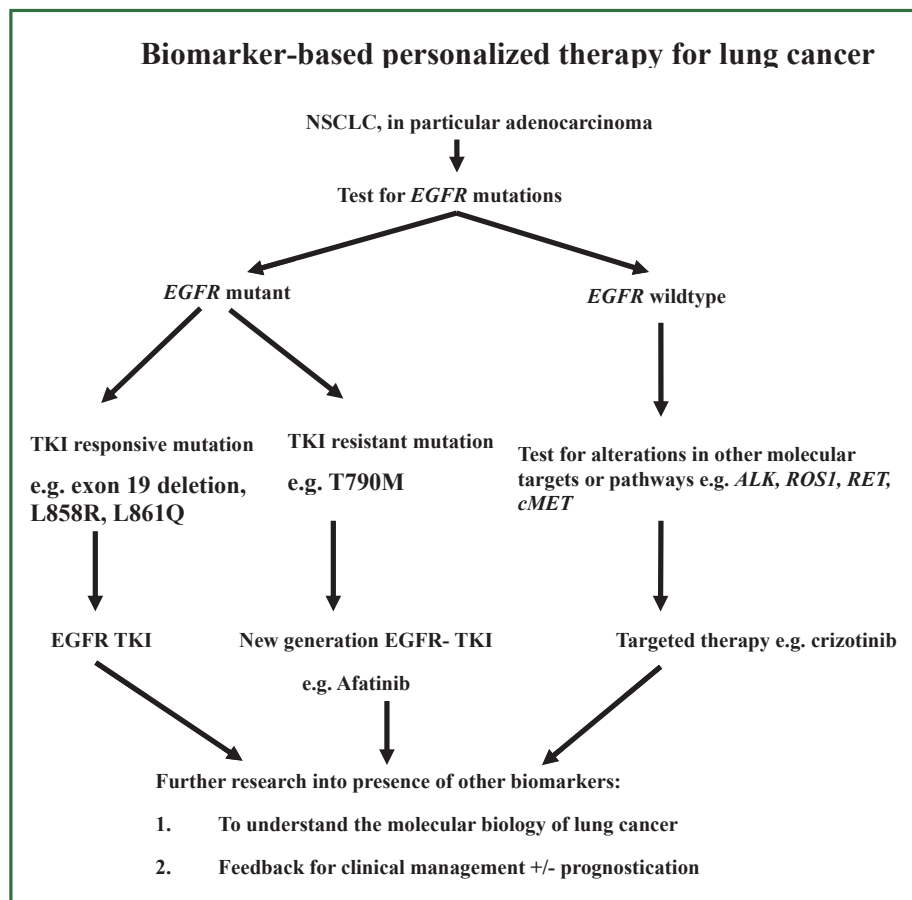 Biomarker-based personalized therapy for lung cancer
NSCLC, in particular adenocarcinoma
Test for EGFR mutations
EGFR mutant
EGFR wildtype
TKI responsive mutation
e.g. exon 19 deletion,
L858R, L861Q
TKI resistant mutation
e.g. T790M
Test for alterations in other molecular
targets or pathways e.g. ALK, ROS1, RET,
cMET
EGFR TKI
New generation EGFR- TKI
e.g. Afatinib
Targeted therapy e.g. crizotinib
Further research into presence of other biomarkers:
1. To understand the molecular biology of lung cancer
2. Feedback for clinical management +/- prognostication